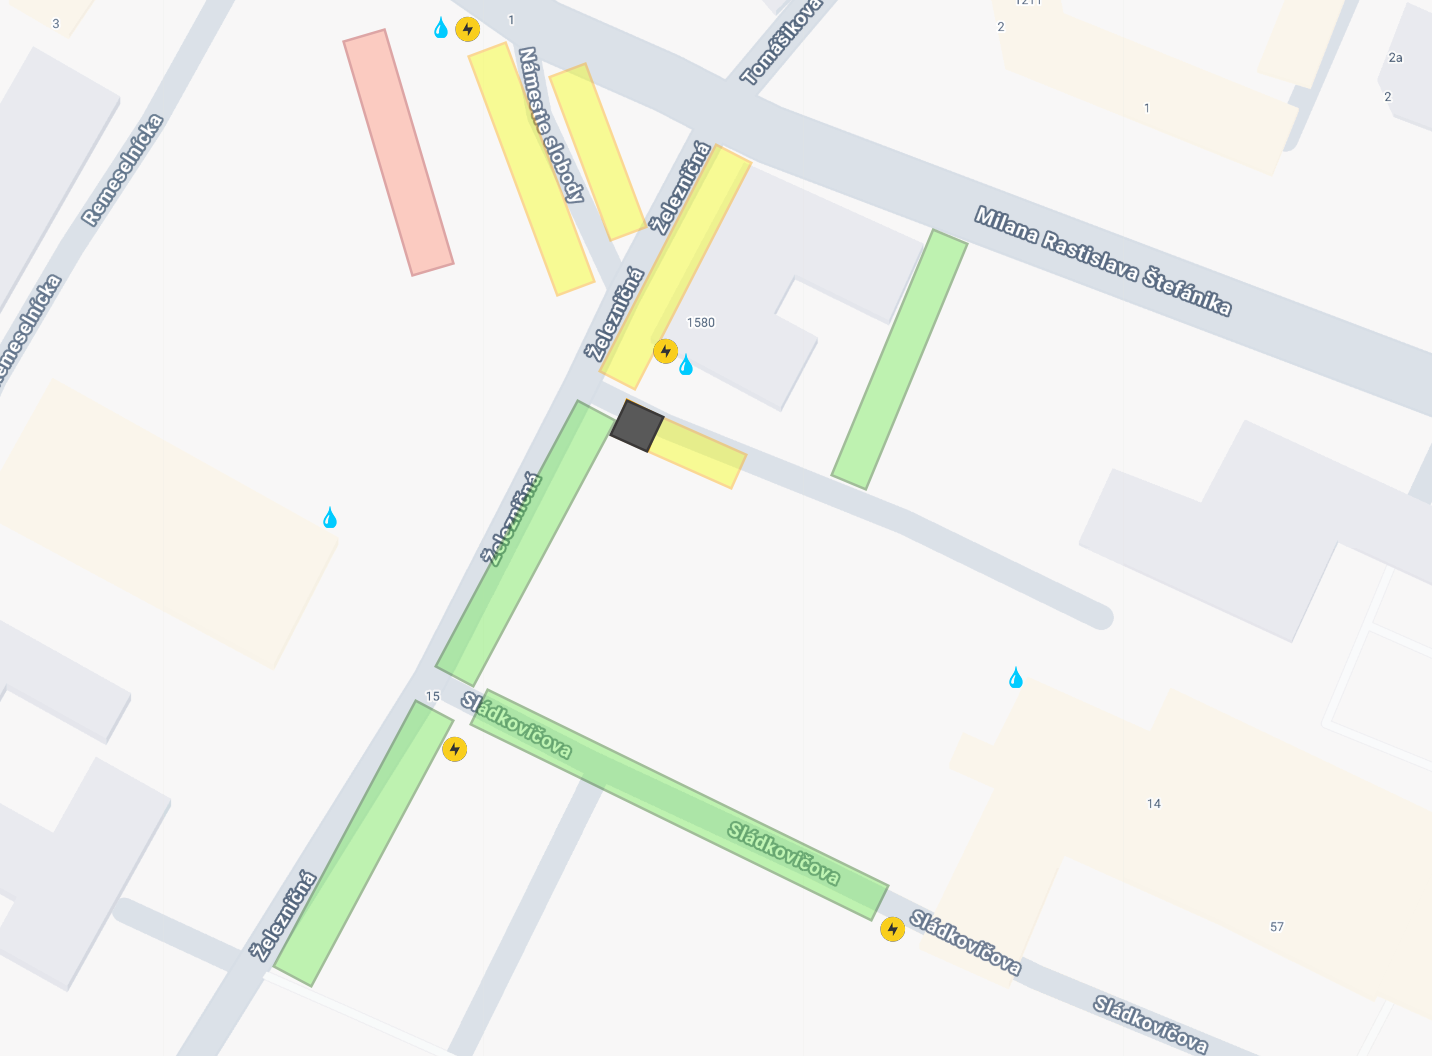 3
1
Námestie slobody
Tomášikova
1211
2
1
2a
2
Remeselnícka
Remeselnícka
Železničná
Železničná
Milana Rastislava Štefánika
1580
Železničná
15
Sládkovičova
Sládkovičova
14
57
Železničná
Sládkovičova
Sládkovičova